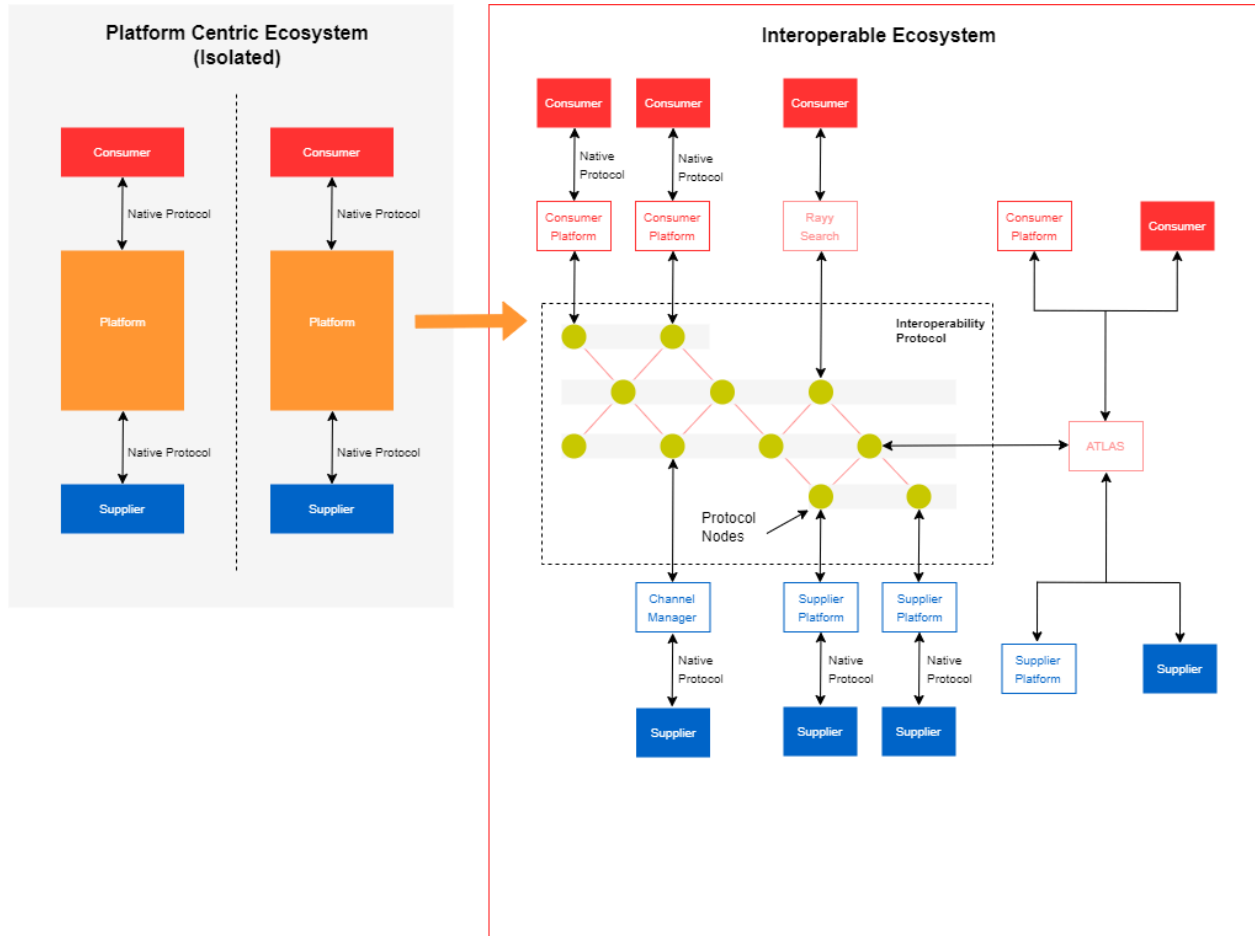 Platform Centric Ecosystem
(Isolated)
Consumer
Consumer
Native Protocol
Native Protocol
Platform
Platform
Native Protocol
Native Protocol
Supplier
Supplier
Interoperable Ecosystem
Consumer
Consumer
Consumer
Native
Protocol
Native
Protocol
Consumer
Platform
Consumer
Platform
Rayy
Search
Consumer
Platform
Consumer
Interoperability
Protocol
ATLAS
Protocol
Nodes
Channel
Manager
Supplier
Platform
Supplier
Platform
Native
Protocol
Native
Protocol
Native
Protocol
Supplier
Platform
Supplier
Supplier
Supplier
Supplier